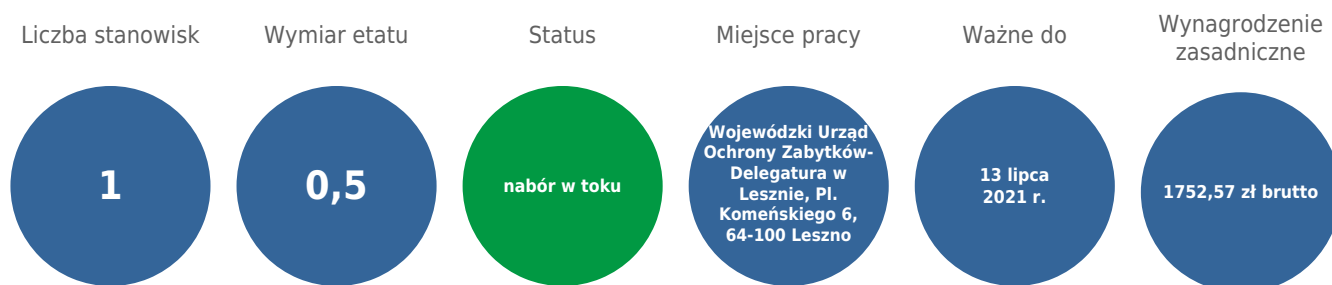 Liczba stanowisk
1
Wymiar etatu
0,5
Status
nabór w toku
Miejsce pracy
Wojewódzki Urząd
Ochrony Zabytków-
Delegatura w
Lesznie, Pl.
Komeńskiego 6,
64-100 Leszno
Ważne do
13 lipca
2021 r.
Wynagrodzenie
zasadnicze
1752,57 zł brutto